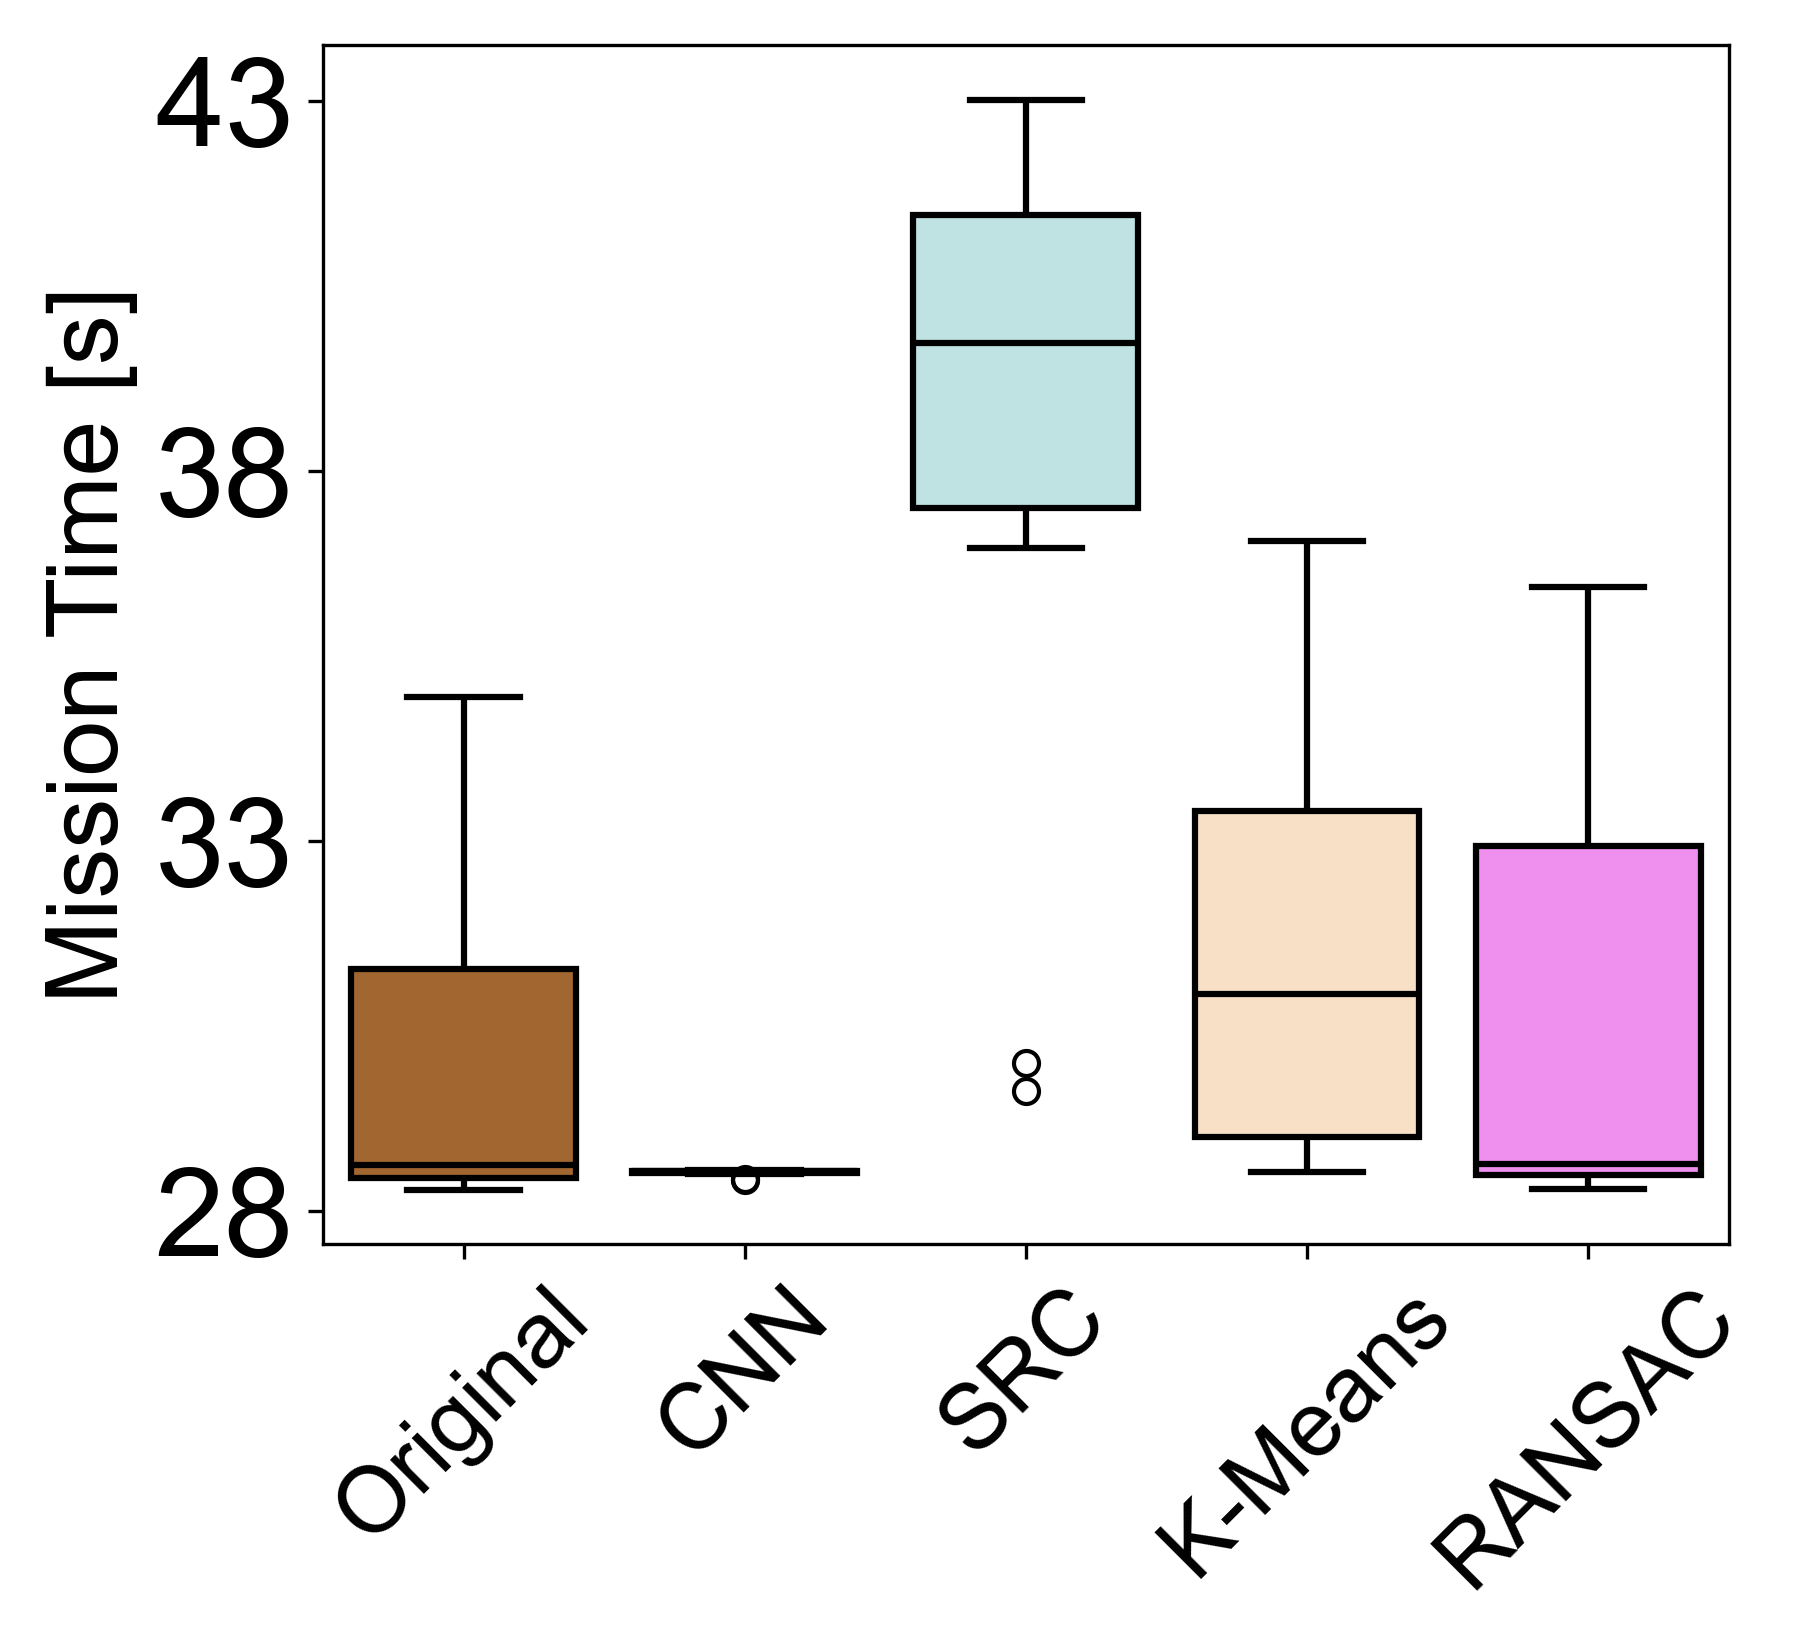 Mission Time [s]
43
38
33
28
Original
CNN
SRC
K-Means
RANSAC